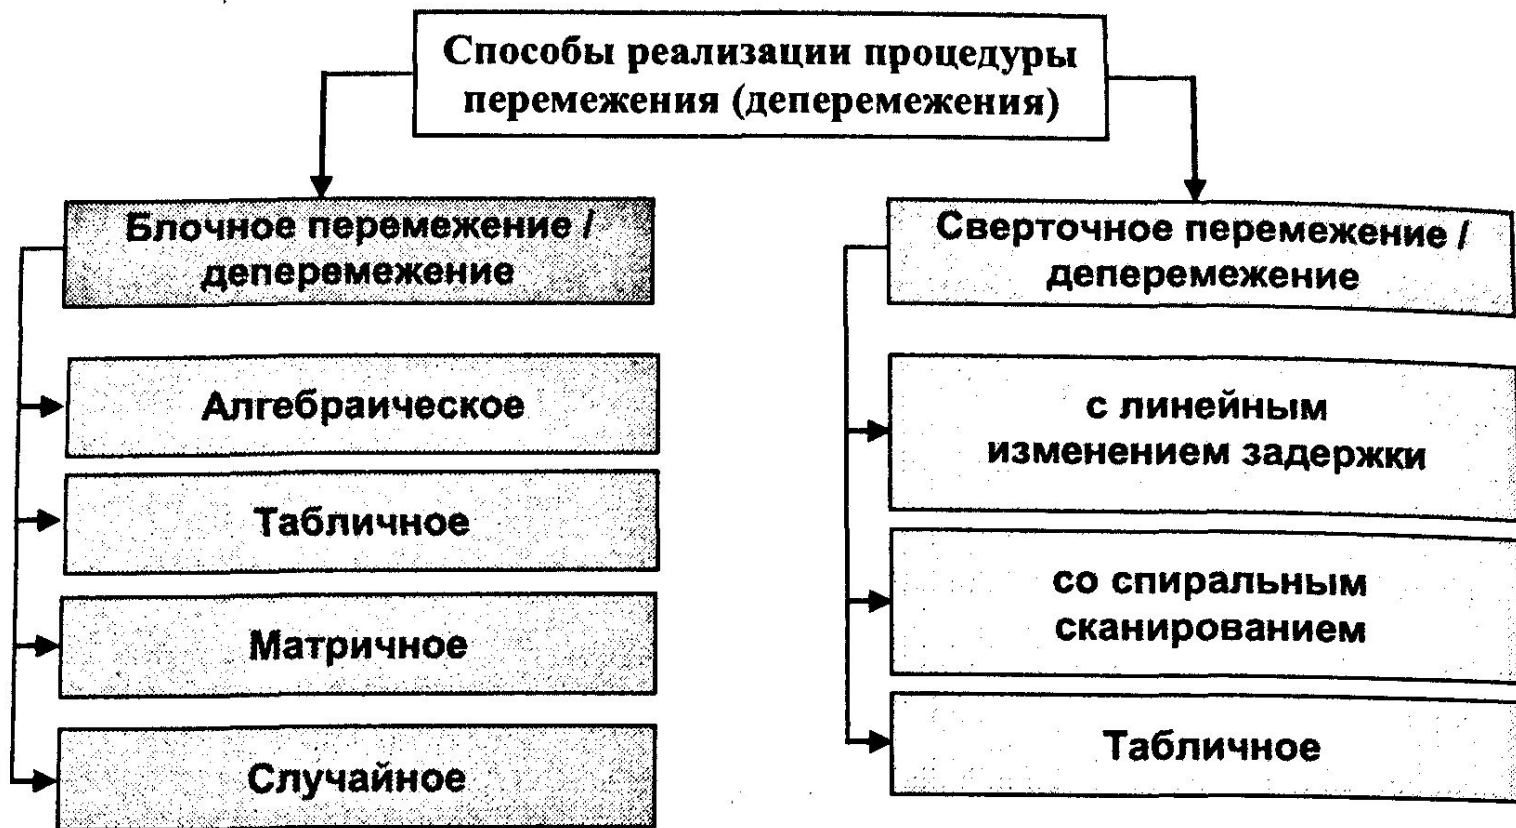 Способы реализации процедуры
перемежения (деперемежения)
Блочное перемежение /
деперемежение
Алгебраическое
Табличное
Матричное
Случайное
Сверточное перемежение /
деперемежение
с линейным
изменением задержки
со спиральным
сканированием
Табличное